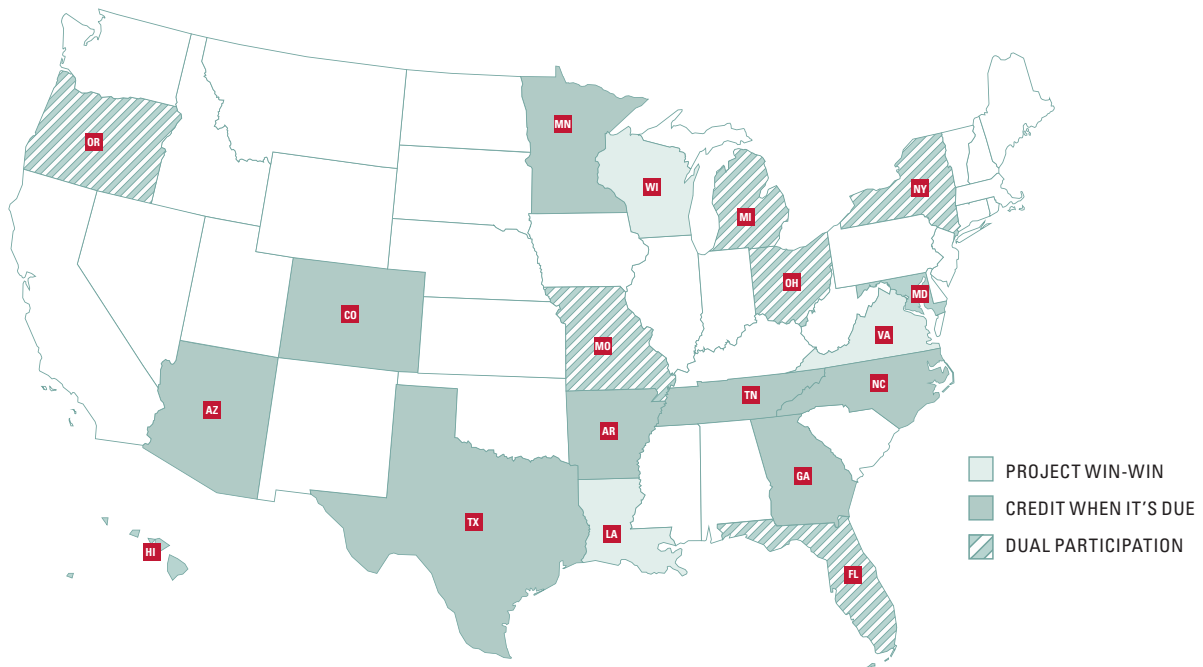 MN
OR
WI
NY
MI
OH
MD
CO
VA
MO
NC
TN
AZ
AR
GA
PROJECT WIN-WIN
CREDIT WHEN IT'S DUE
TX
LA
DUAL PARTICIPATION
HI
FL